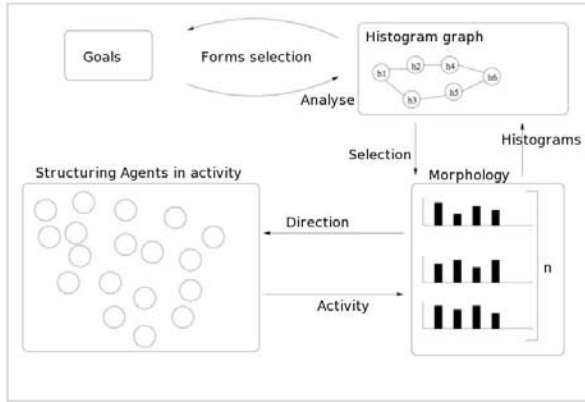 Histogram graph
Goals
Forms selection
h1
h2
h4
h6
h3
h5
Analyse
Selection
Histograms
Structuring Agents in activity
Morphology
Direction
n
Activity